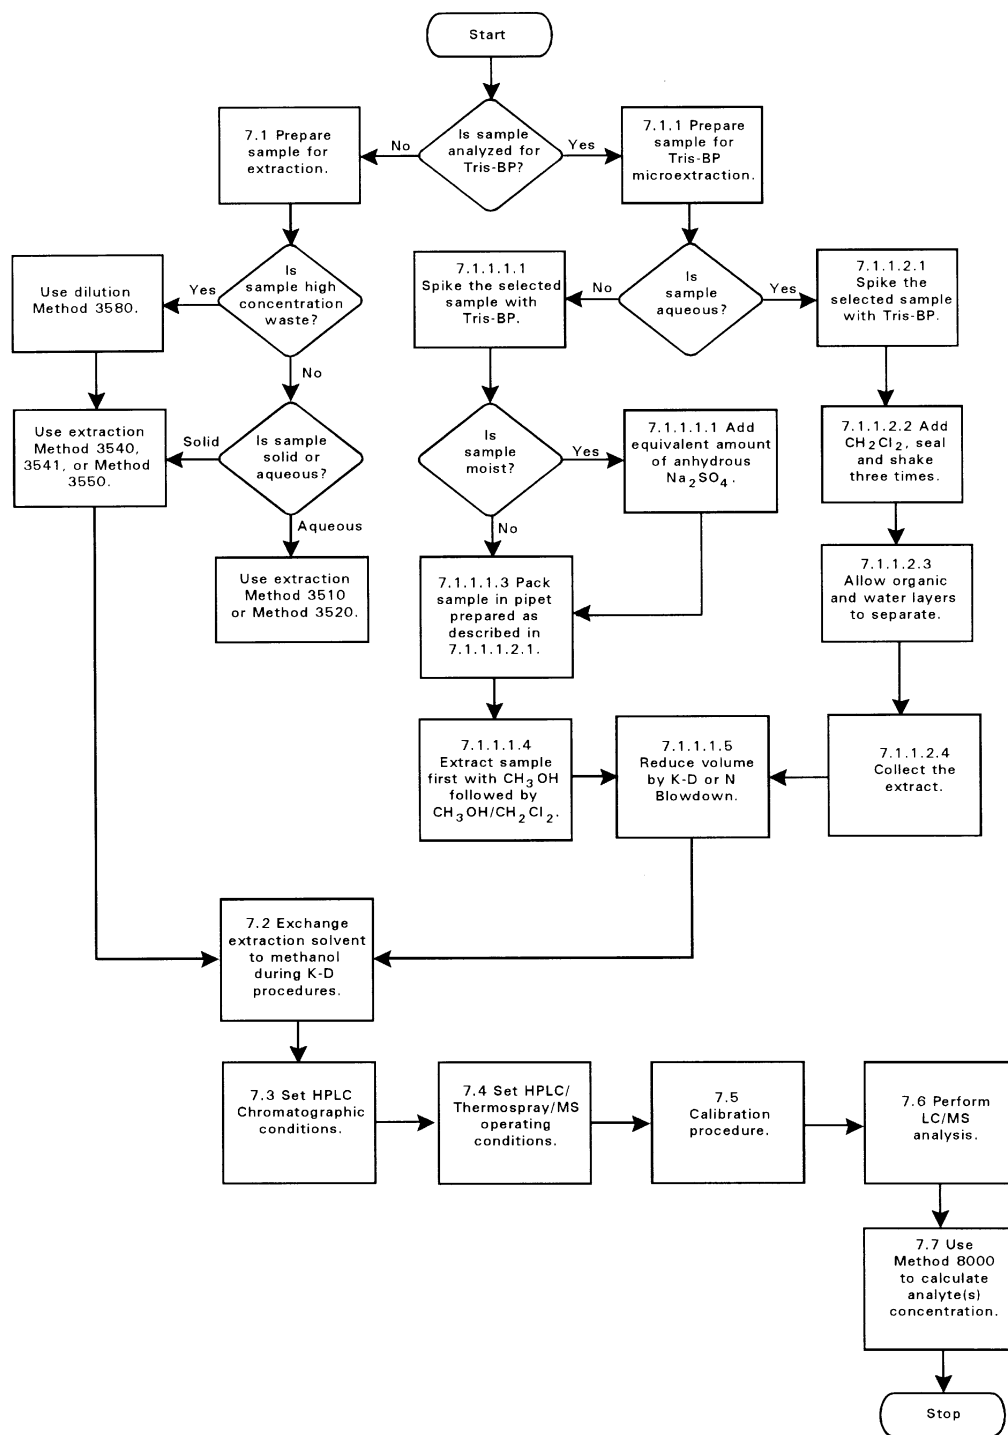 Start
Is sample
analyzed for
Tris-BP?
No
Yes
7.1 Prepare
sample for
extraction.
7.1.1 Prepare
sample for
Tris-BP
microextraction.
Is
sample high
concentration
waste?
Yes
No
Use dilution
Method 3580.
7.1.1.1.1
Spike the selected
sample with
Tris-BP.
No
Is
sample
aqueous?
Yes
7.1.1.2.1
Spike the
selected sample
with Tris-BP.
Use extraction
Method 3540,
3541, or Method
3550.
Solid
Is sample
solid or
aqueous?
Aqueous
Use extraction
Method 3510
or Method 3520.
Is
sample
moist?
Yes
No
7.1.1.1.1 Add
equivalent amount
of anhydrous
Na2SO4.
7.1.1.2.2 Add
CH2Cl2, seal
and shake
three times.
7.1.1.1.3 Pack
sample in pipet
prepared as
described in
7.1.1.1.2.1.
7.1.1.2.3
Allow organic
and water layers
to separate.
7.1.1.1.4
Extract sample
first with CH3OH
followed by
CH3OH/CH2Cl2.
7.1.1.1.5
Reduce volume
by K-D or N
Blowdown.
7.1.1.2.4
Collect the
extract.
7.2 Exchange
extraction solvent
to methanol
during K-D
procedures.
7.3 Set HPLC
Chromatographic
conditions.
7.4 Set HPLC/
Thermospray/MS
operating
conditions.
7.5
Calibration
procedure.
7.6 Perform
LC/MS
analysis.
7.7 Use
Method 8000
to calculate
analyte(s)
concentration.
Stop